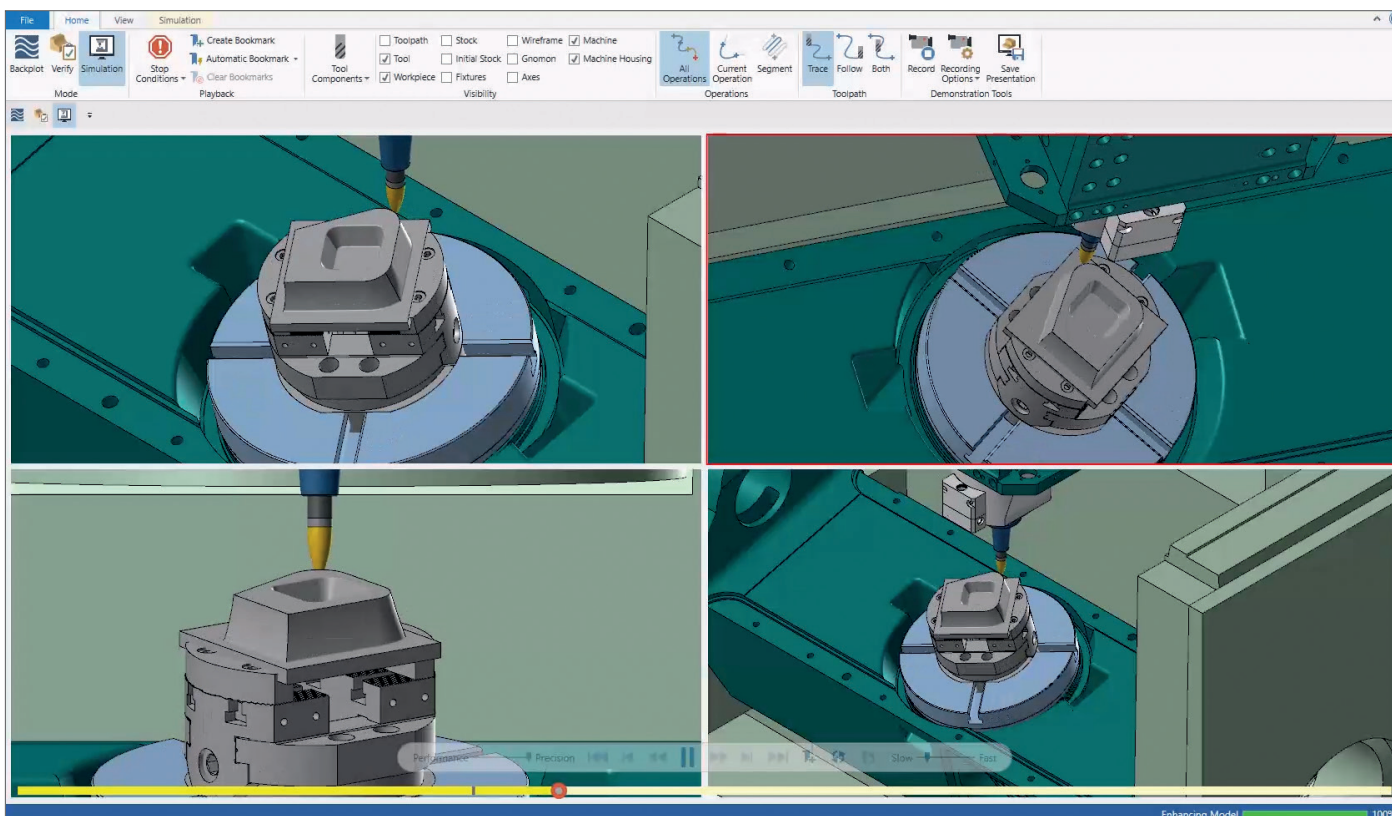 File Home View Simulation
Backplot Verify Simulation
Mode
Stop Conditions
Create Bookmark
Automatic Bookmark
Clear Bookmarks
Playback
Tool Components
Toolpath Stock Wireframe Machine
Tool Initial Stock Gnomon Machine Housing
Workpiece Fixtures Axes
Visibility
All Operations
Current Operation
Segment
Operations
Trace Follow Both
Toolpath
Record
Recording Options
Save Presentation
Demonstration Tools
Performance Precision Slow Fast
Enhancing Model 100%